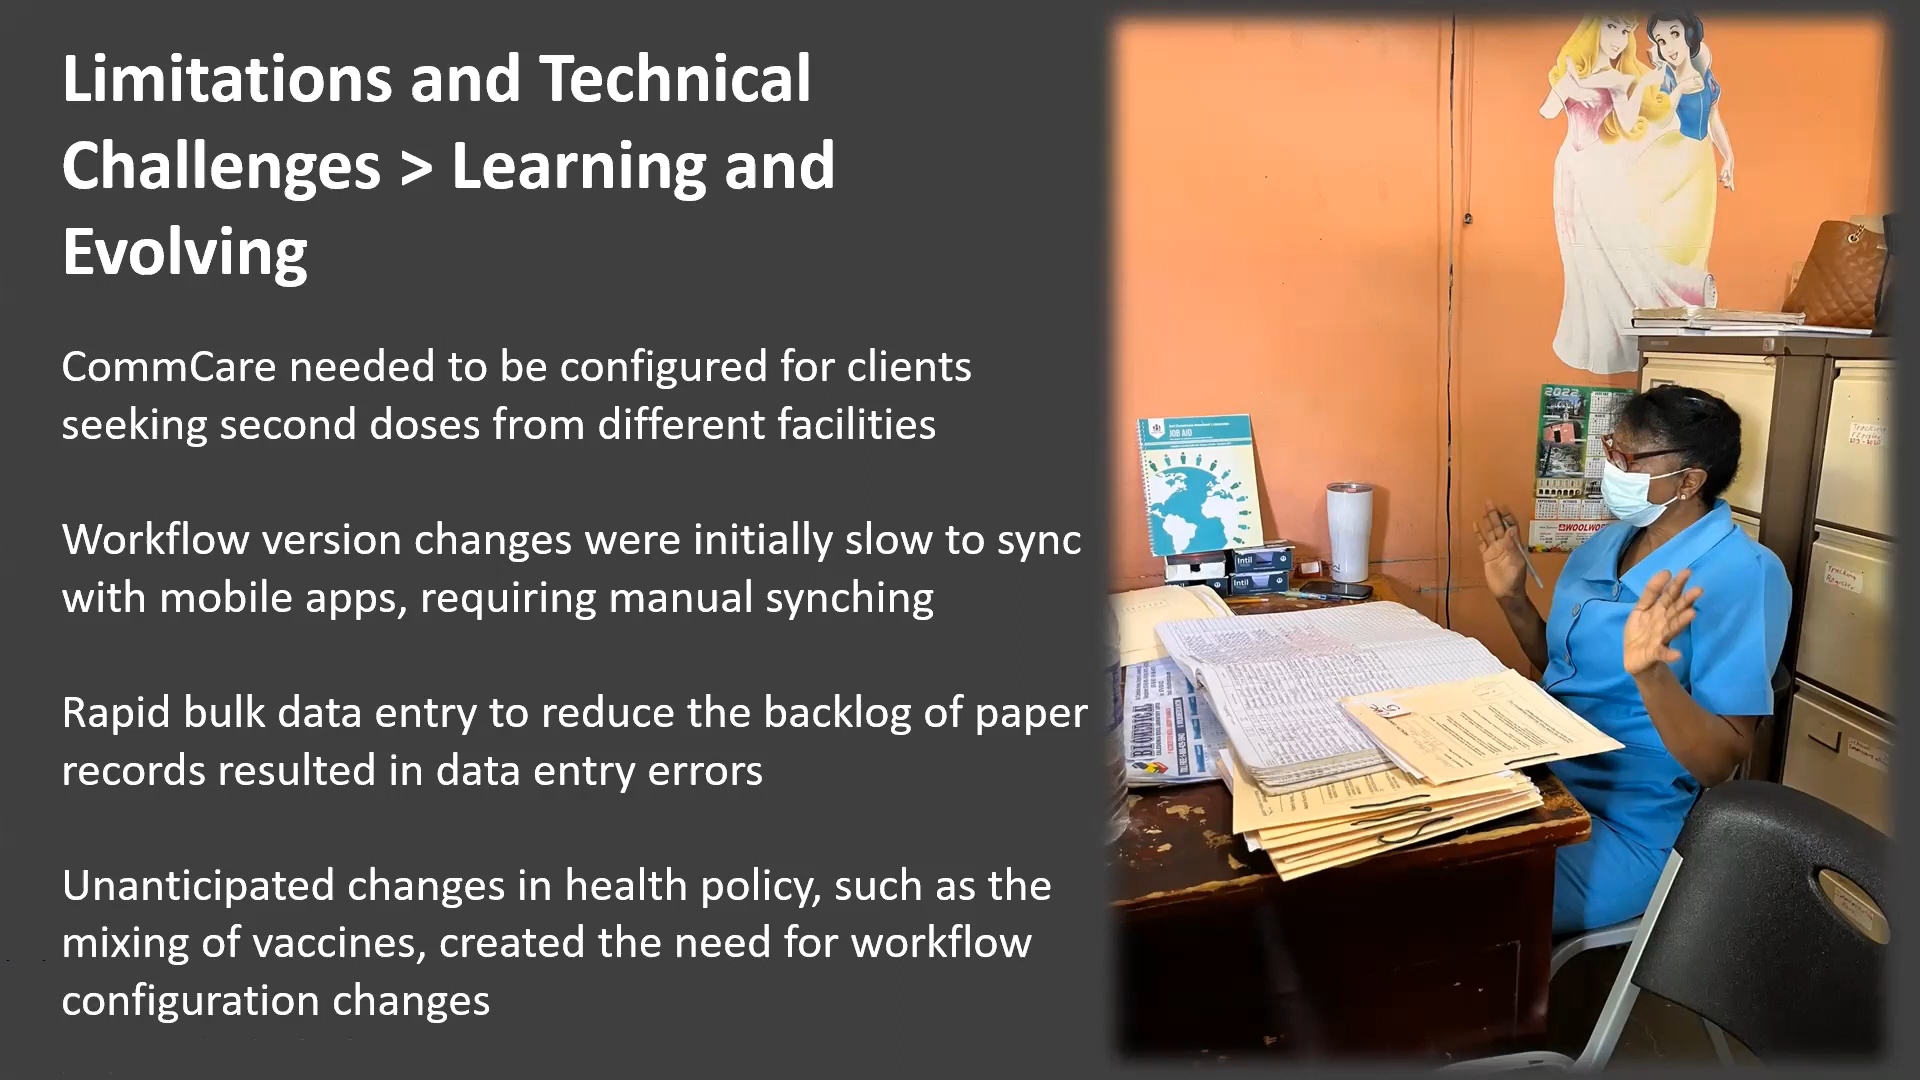 Limitations and Technical
Challenges > Learning and
Evolving
CommCare needed to be configured for clients
seeking second doses from different facilities
Workflow version changes were initially slow to sync
with mobile apps, requiring manual synching
Rapid bulk data entry to reduce the backlog of paper
records resulted in data entry errors
Unanticipated changes in health policy, such as the
mixing of vaccines, created the need for workflow
configuration changes
JOB AID
Intil
Intil
2022
WOOLWO
BIOMEDICAL
Tracking
Register